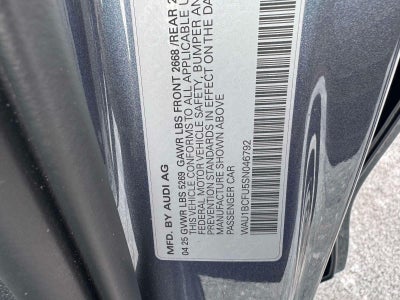 MFD. BY AUDI AG
04 25 GVWR LBS 5269 GAWR LBS FRONT 2668 /REAR 2
THIS VEHICLE CONFORMS TO ALL APPLICABLE
FEDERAL MOTOR VEHICLE SAFETY, BUMPER AN
PREVENTION STANDARDS IN EFFECT ON THE DA
MANUFACTURE SHOWN ABOVE
PASSENGER CAR
WAU1BCFU5SN046792